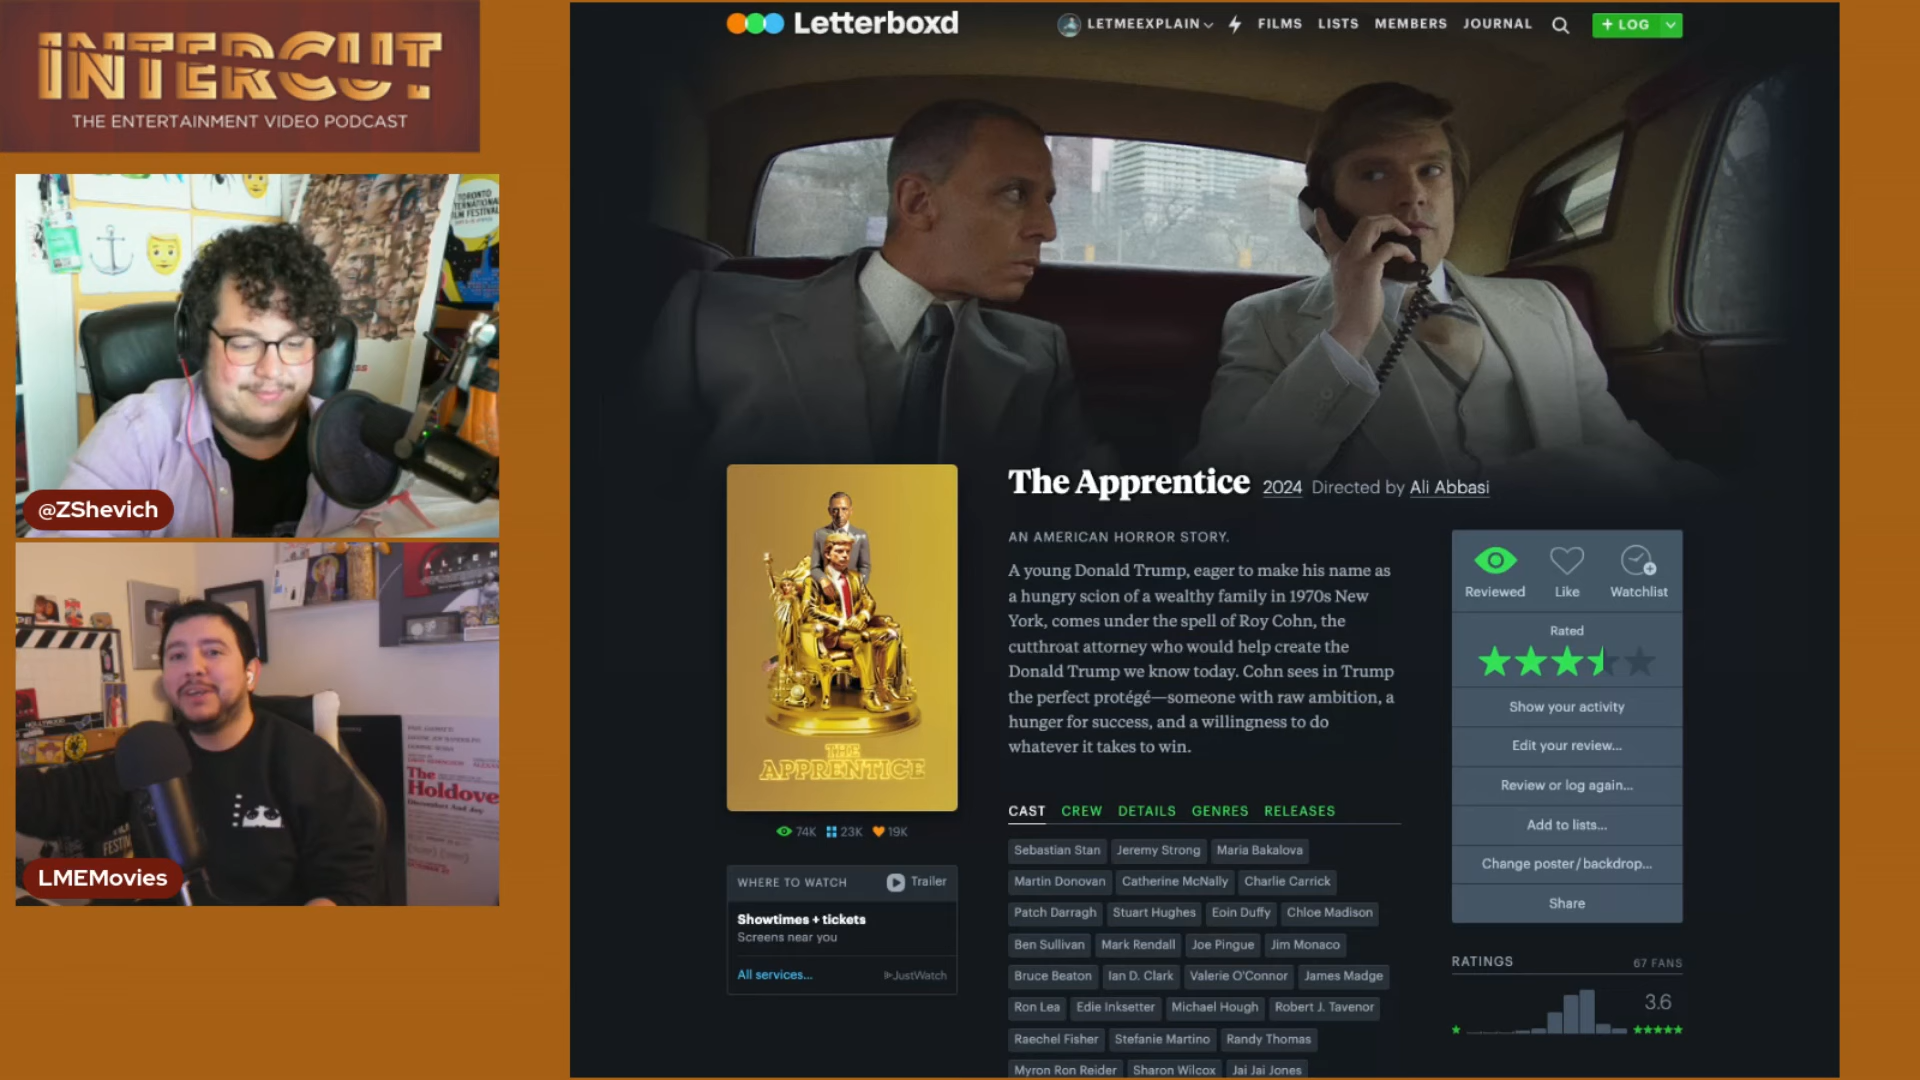 INTERCUT
THE ENTERTAINMENT VIDEO PODCAST
TORONTO
FILM FESTIVAL
@ZShevich
ALTER
HOLLYWOOD
The
Holdove
LMEMovies
Letterboxd
LETMEEXPLAIN
FILMS
LISTS
MEMBERS
JOURNAL
+ LOG
THE
APPRENTICE
74K 23K 19K
WHERE TO WATCH Trailer
Showtimes + tickets
Screens near you
All services... JustWatch
The Apprentice 2024 Directed by Ali Abbasi
AN AMERICAN HORROR STORY.
A young Donald Trump, eager to make his name as
a hungry scion of a wealthy family in 1970s New
York, comes under the spell of Roy Cohn, the
cutthroat attorney who would help create the
Donald Trump we know today. Cohn sees in Trump
the perfect protégé—someone with raw ambition, a
hunger for success, and a willingness to do
whatever it takes to win.
CAST CREW DETAILS GENRES RELEASES
Sebastian Stan Jeremy Strong Maria Bakalova
Martin Donovan Catherine McNally Charlie Carrick
Patch Darragh Stuart Hughes Eoin Duffy Chloe Madison
Ben Sullivan Mark Rendall Joe Pingue Jim Monaco
Bruce Beaton Ian D. Clark Valerie O'Connor James Madge
Ron Lea Edie Inksetter Michael Hough Robert J. Tavenor
Raechel Fisher Stefanie Martino Randy Thomas
Myron Ron Reider Sharon Wilcox Jai Jai Jones
Reviewed Like Watchlist
Rated
Show your activity
Edit your review...
Review or log again...
Add to lists...
Change poster/backdrop...
Share
RATINGS 67 FANS
3.6